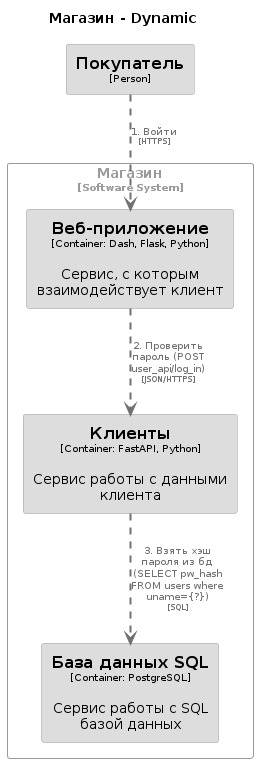 Магазин - Dynamic
Покупатель
[Person]
1. Войти
[HTTPS]
Магазин
[Software System]
Веб-приложение
[Container: Dash, Flask, Python]
Сервис, с которым
взаимодействует клиент
2. Проверить
пароль (POST
user_api/log_in)
[JSON/HTTPS]
Клиенты
[Container: FastAPI, Python]
Сервис работы с данными
клиента
3. Взять хэш
пароля из бд
(SELECT pw_hash
FROM users where
uname={?})
[SQL]
База данных SQL
[Container: PostgreSQL]
Сервис работы с SQL
базой данных